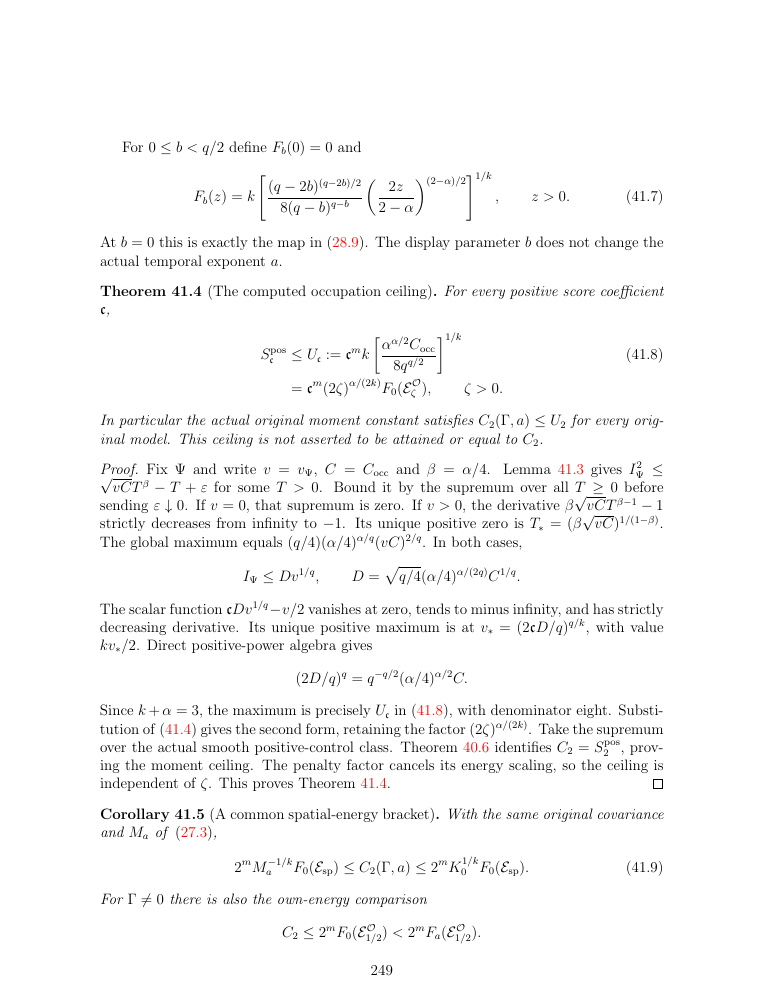 For 0 ≤ b < q/2 define F_b(0) = 0 and
F_b(z) = k [ (q − 2b)^{(q−2b)/2} / 8(q − b)^{q−b} ( 2z / 2 − α )^{(2−α)/2} ]^{1/k} , z > 0. (41.7)
At b = 0 this is exactly the map in (28.9). The display parameter b does not change the
actual temporal exponent a.
Theorem 41.4 (The computed occupation ceiling). For every positive score coefficient
𝔠,
S_𝔠^{pos} ≤ U_𝔠 := 𝔠^m k [ α^{α/2} C_{occ} / 8q^{q/2} ]^{1/k} (41.8)
= 𝔠^m (2ζ)^{α/(2k)} F_0(ℰ_ζ^𝒪), ζ > 0.
In particular the actual original moment constant satisfies C_2(Γ, a) ≤ U_2 for every orig-
inal model. This ceiling is not asserted to be attained or equal to C_2.
Proof. Fix Ψ and write v = v_Ψ, C = C_{occ} and β = α/4. Lemma 41.3 gives I_Ψ^2 ≤
√(vC) T^β − T + ε for some T > 0. Bound it by the supremum over all T ≥ 0 before
sending ε ↓ 0. If v = 0, that supremum is zero. If v > 0, the derivative β√(vC) T^{β−1} − 1
strictly decreases from infinity to −1. Its unique positive zero is T_* = (β√(vC))^{1/(1−β)}.
The global maximum equals (q/4)(α/4)^{α/q}(vC)^{2/q}. In both cases,
I_Ψ ≤ Dv^{1/q}, D = √(q/4)(α/4)^{α/(2q)} C^{1/q}.
The scalar function 𝔠Dv^{1/q} − v/2 vanishes at zero, tends to minus infinity, and has strictly
decreasing derivative. Its unique positive maximum is at v_* = (2𝔠D/q)^{q/k}, with value
kv_*/2. Direct positive-power algebra gives
(2D/q)^q = q^{−q/2}(α/4)^{α/2} C.
Since k + α = 3, the maximum is precisely U_𝔠 in (41.8), with denominator eight. Substi-
tution of (41.4) gives the second form, retaining the factor (2ζ)^{α/(2k)}. Take the supremum
over the actual smooth positive-control class. Theorem 40.6 identifies C_2 = S_2^{pos}, prov-
ing the moment ceiling. The penalty factor cancels its energy scaling, so the ceiling is
independent of ζ. This proves Theorem 41.4. □
Corollary 41.5 (A common spatial-energy bracket). With the same original covariance
and M_a of (27.3),
2^m M_a^{−1/k} F_0(ℰ_{sp}) ≤ C_2(Γ, a) ≤ 2^m K_0^{1/k} F_0(ℰ_{sp}). (41.9)
For Γ ≠ 0 there is also the own-energy comparison
C_2 ≤ 2^m F_0(ℰ_{1/2}^𝒪) < 2^m F_a(ℰ_{1/2}^𝒪).
249